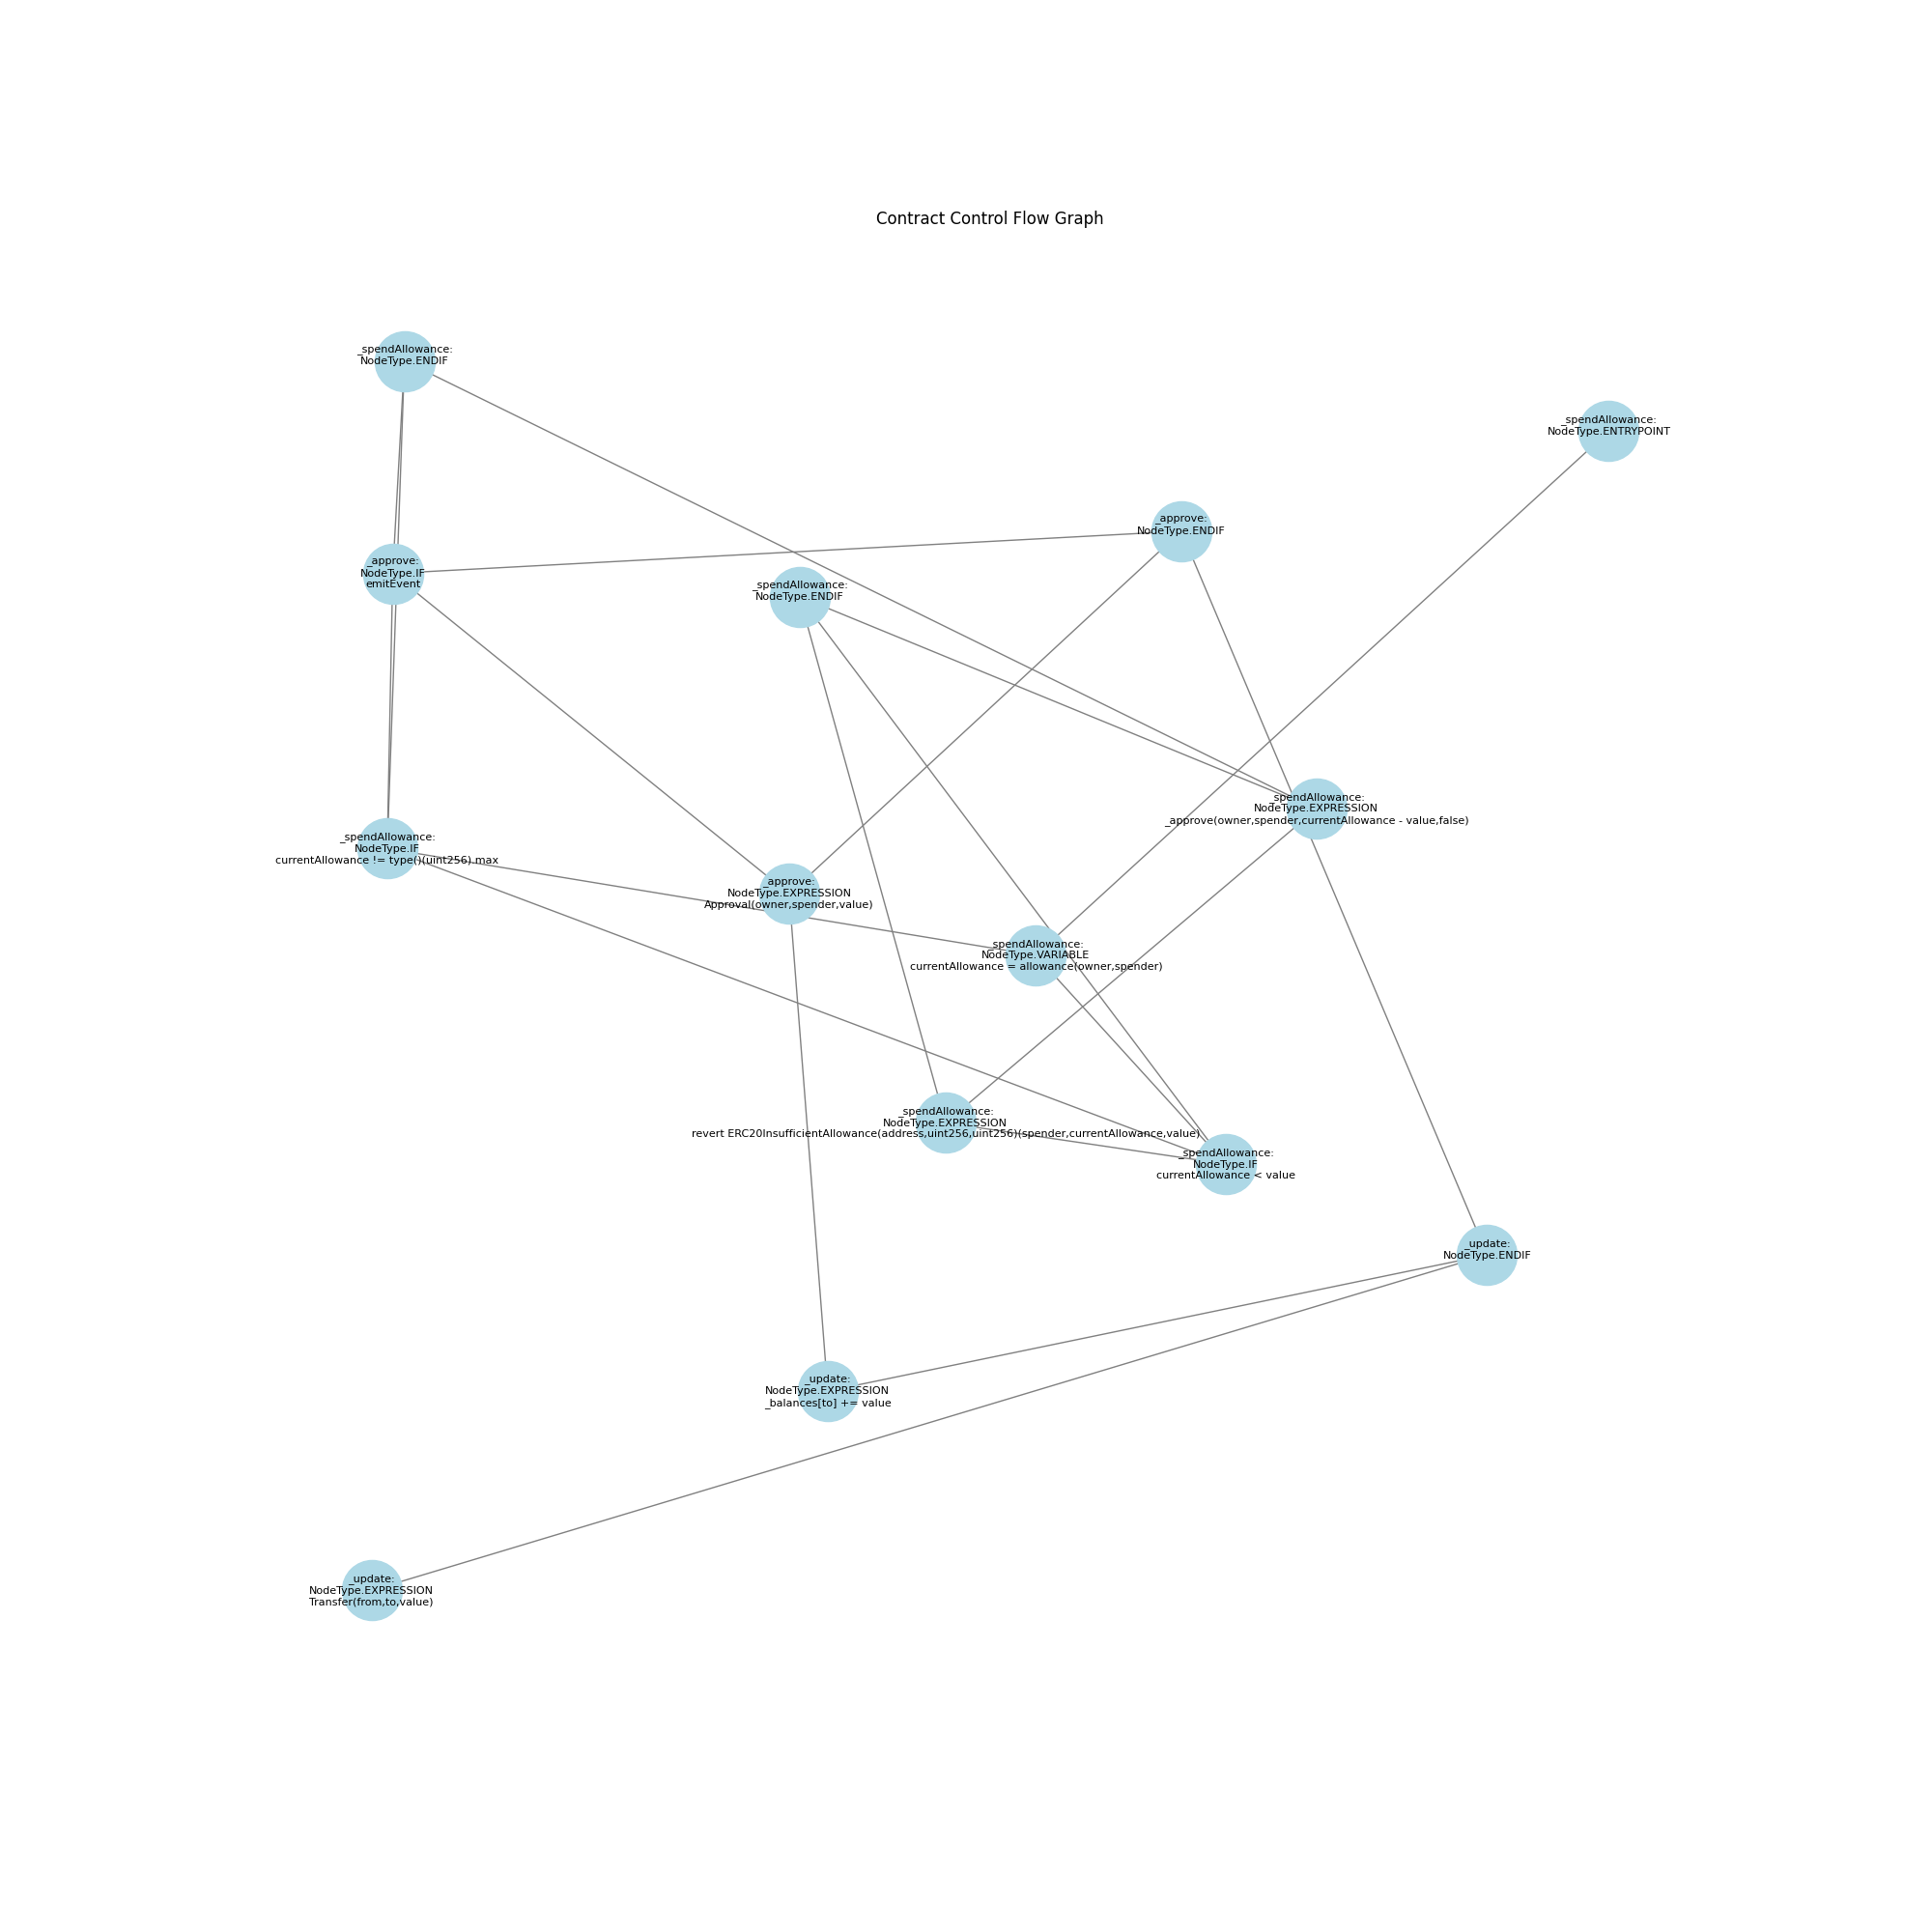 Contract Control Flow Graph
_spendAllowance:
NodeType.ENDIF
_spendAllowance:
NodeType.ENTRYPOINT
_approve:
NodeType.ENDIF
_approve:
NodeType.IF
emitEvent
_spendAllowance:
NodeType.ENDIF
_spendAllowance:
NodeType.EXPRESSION
_approve(owner,spender,currentAllowance - value,false)
_spendAllowance:
NodeType.IF
currentAllowance != type()(uint256).max
_approve:
NodeType.EXPRESSION
Approval(owner,spender,value)
_spendAllowance:
NodeType.VARIABLE
currentAllowance = allowance(owner,spender)
_spendAllowance:
NodeType.EXPRESSION
revert ERC20InsufficientAllowance(address,uint256,uint256)(spender,currentAllowance,value)
_spendAllowance:
NodeType.IF
currentAllowance < value
_update:
NodeType.ENDIF
_update:
NodeType.EXPRESSION
_balances[to] += value
_update:
NodeType.EXPRESSION
Transfer(from,to,value)